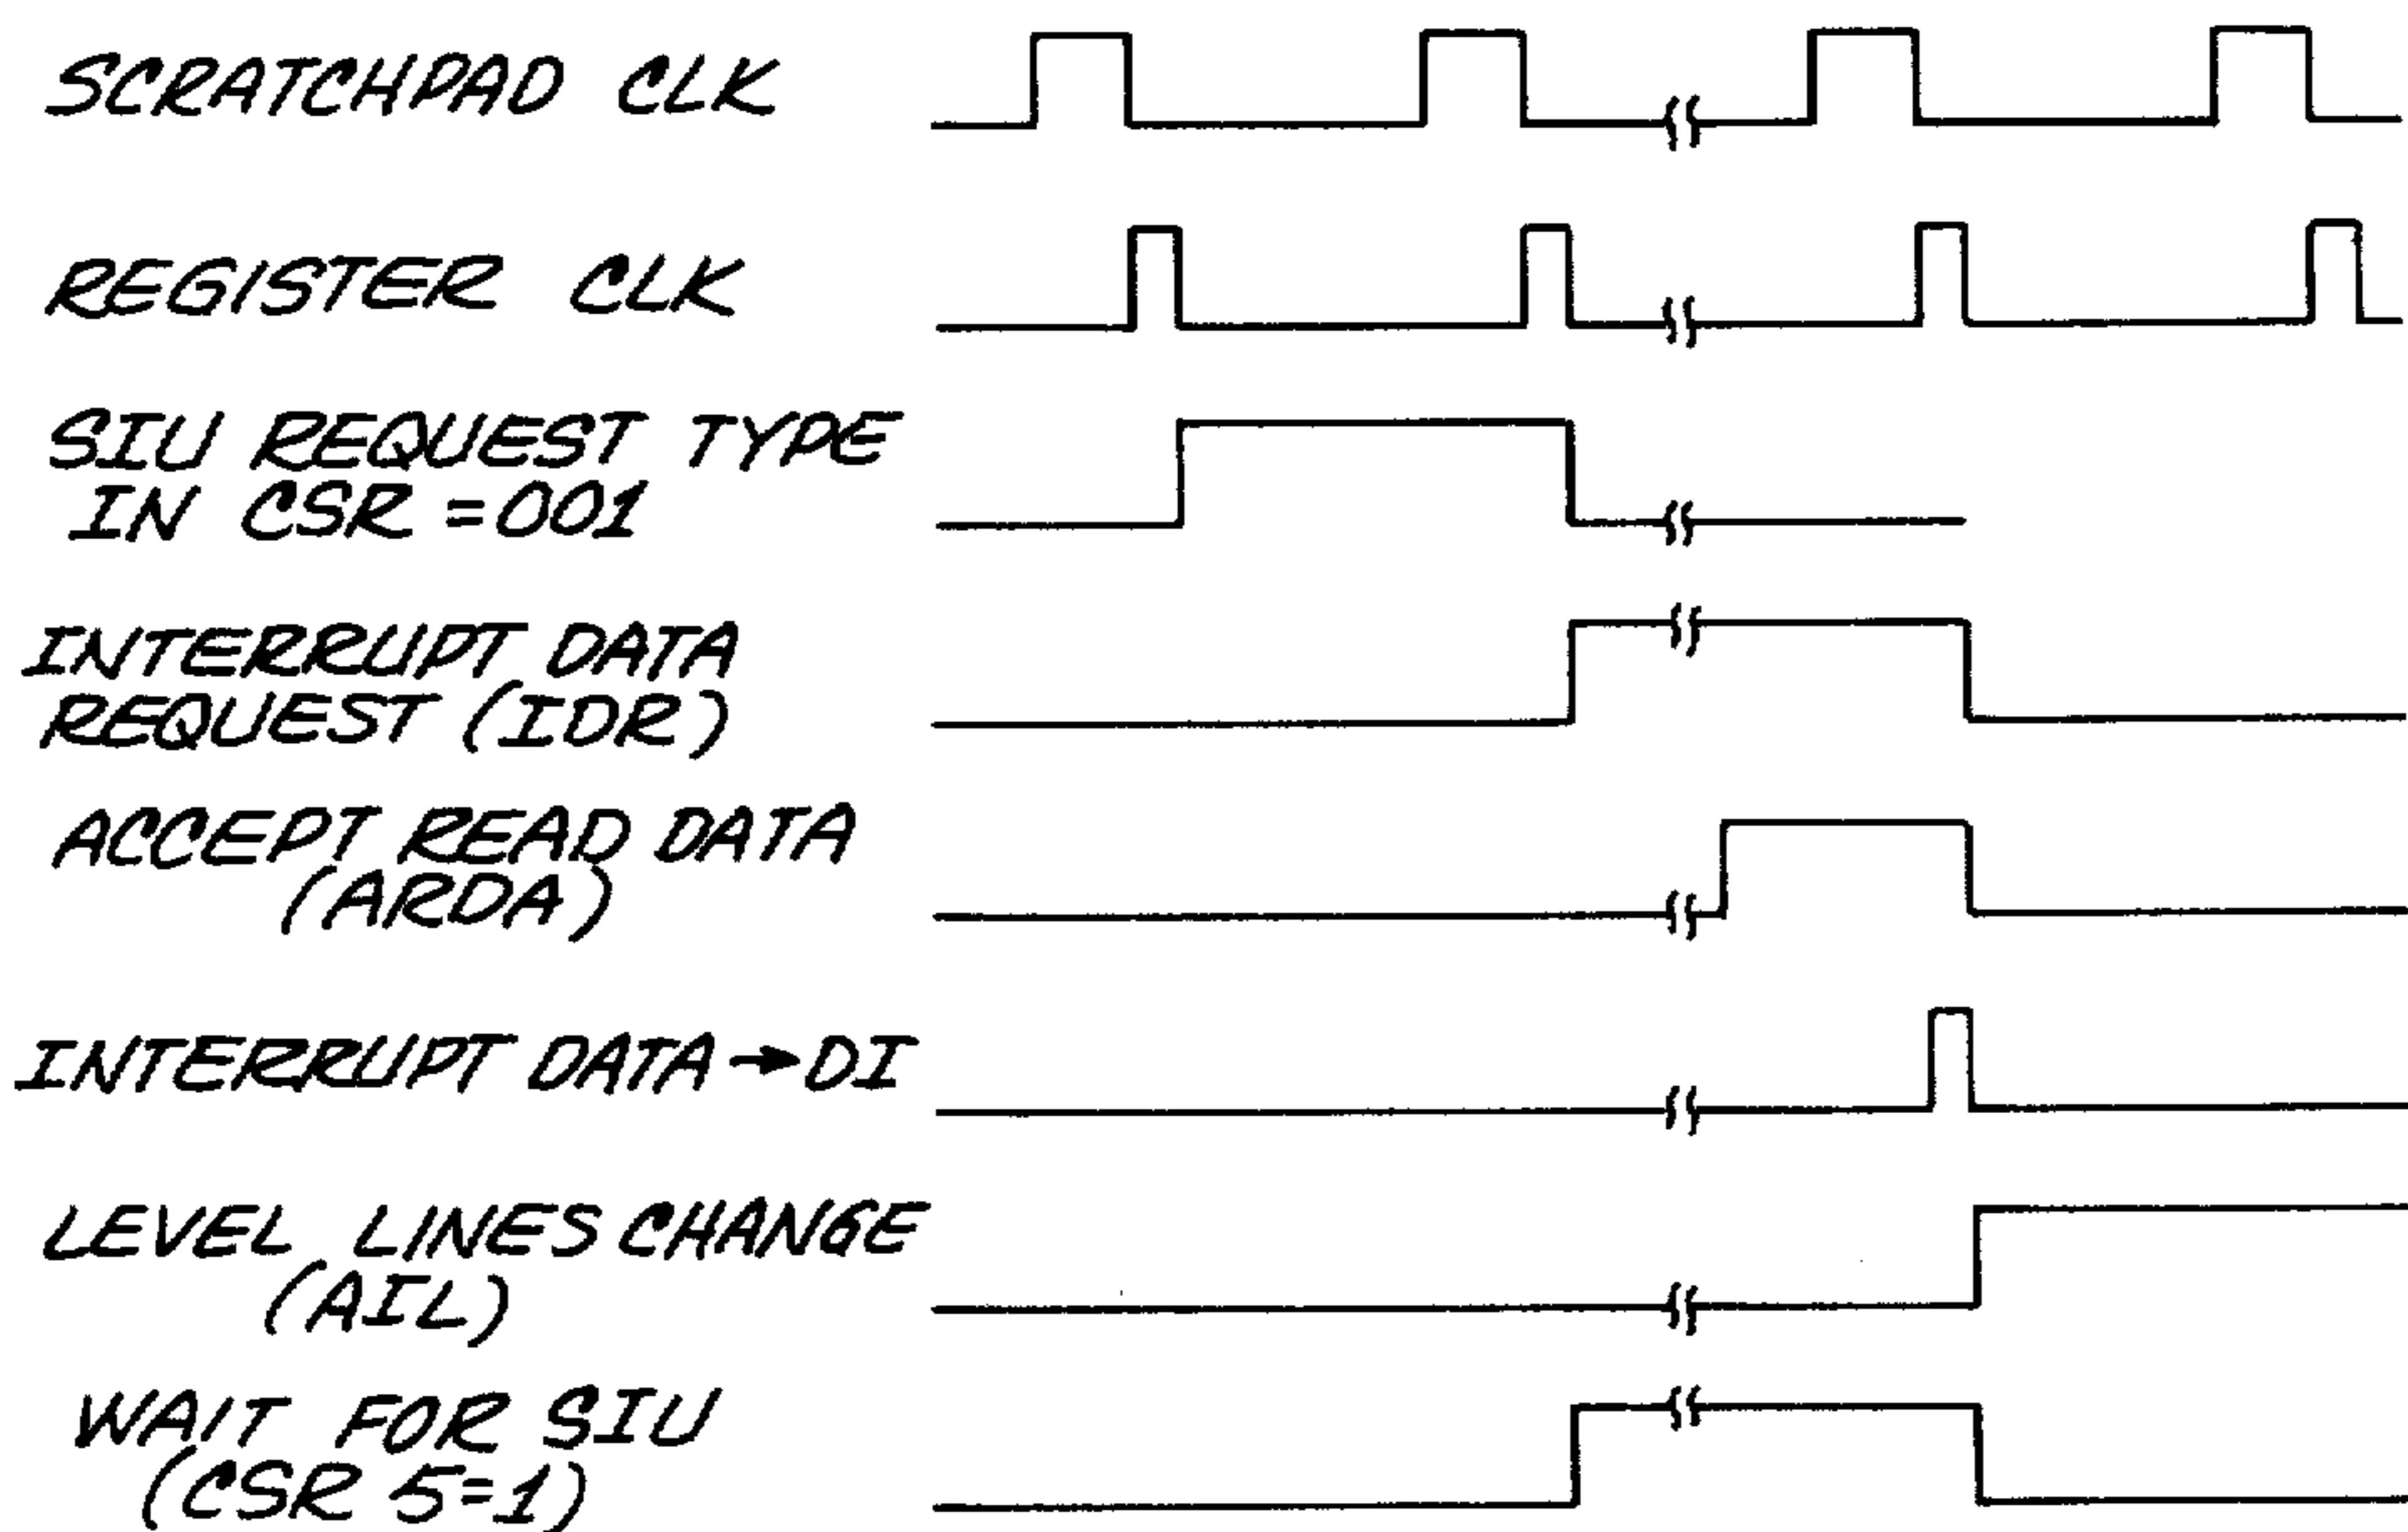 SCRATCHPAD CLK
REGISTER CLK
SIU REQUEST TYPE
IN CSR =001
INTERRUPT DATA
REQUEST (IDR)
ACCEPT READ DATA
(ARDA)
INTERRUPT DATA→DI
LEVEL LINES CHANGE
(AIL)
WAIT FOR SIU
(CSR 5=1)